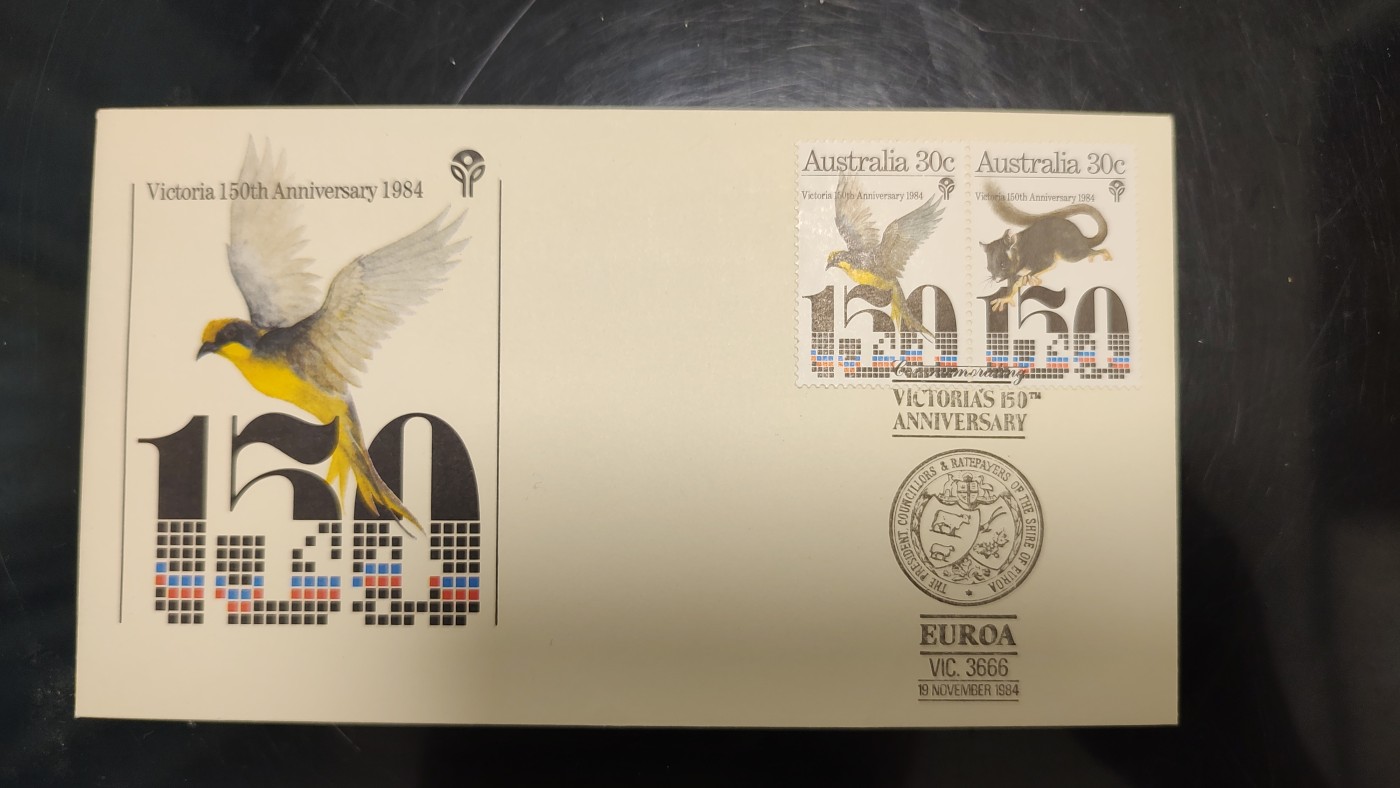 Victoria 150th Anniversary 1984
150
Australia 30c
Victoria 150th Anniversary 1984
150
Australia 30c
Victoria 150th Anniversary 1984
150
Commemorating
VICTORIA'S 150TH
ANNIVERSARY
THE PRESIDENT, COUNCILLORS & RATEPAYERS OF THE SHIRE OF EUROA
EUROA
VIC. 3666
19 NOVEMBER 1984